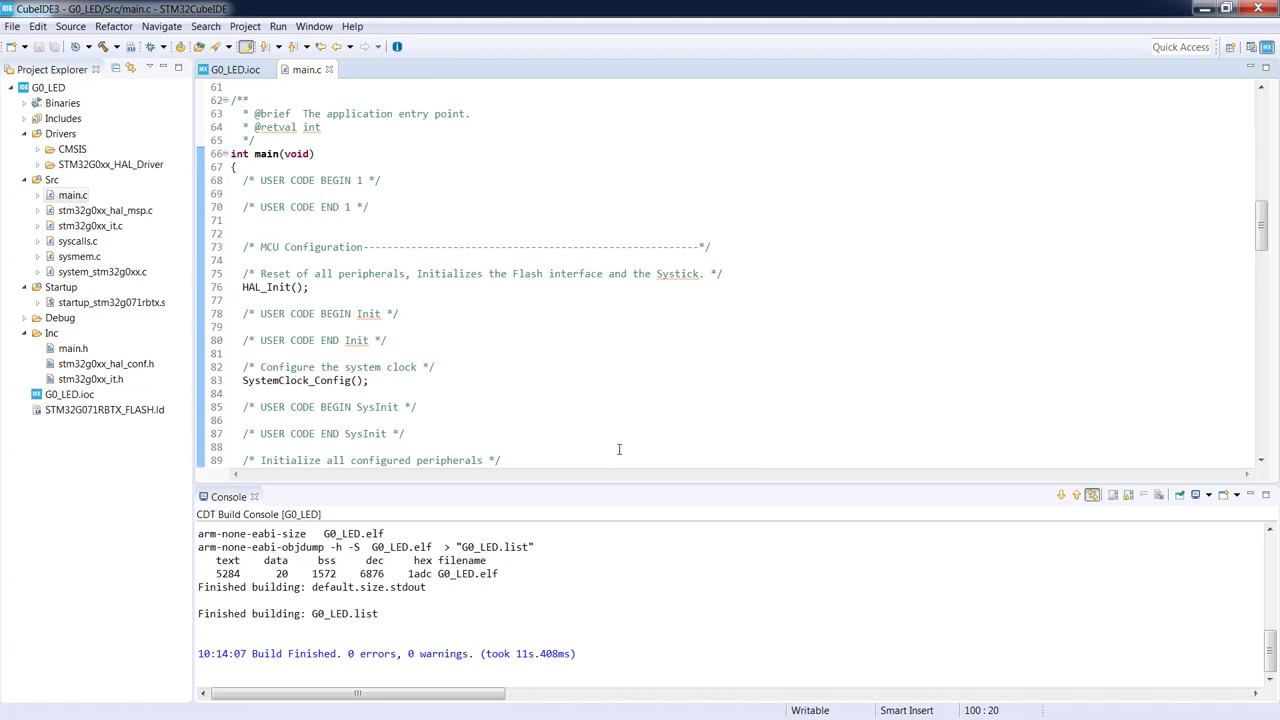 CubeIDE3 - G0_LED/Src/main.c - STM32CubeIDE
File Edit Source Refactor Navigate Search Project Run Window Help
Quick Access
Project Explorer
G0_LED
Binaries
Includes
Drivers
CMSIS
STM32G0xx_HAL_Driver
Src
main.c
stm32g0xx_hal_msp.c
stm32g0xx_it.c
syscalls.c
sysmem.c
system_stm32g0xx.c
Startup
startup_stm32g071rbtx.s
Debug
Inc
main.h
stm32g0xx_hal_conf.h
stm32g0xx_it.h
G0_LED.ioc
STM32G071RBTX_FLASH.ld
G0_LED.ioc main.c
61
62 /**
63 * @brief The application entry point.
64 * @retval int
65 */
66 int main(void)
67 {
68 /* USER CODE BEGIN 1 */
69
70 /* USER CODE END 1 */
71
72
73 /* MCU Configuration--------------------------------------------------------*/
74
75 /* Reset of all peripherals, Initializes the Flash interface and the Systick. */
76 HAL_Init();
77
78 /* USER CODE BEGIN Init */
79
80 /* USER CODE END Init */
81
82 /* Configure the system clock */
83 SystemClock_Config();
84
85 /* USER CODE BEGIN SysInit */
86
87 /* USER CODE END SysInit */
88
89 /* Initialize all configured peripherals */
Console
CDT Build Console [G0_LED]
arm-none-eabi-size G0_LED.elf
arm-none-eabi-objdump -h -S G0_LED.elf > "G0_LED.list"
text data bss dec hex filename
5284 20 1572 6876 1adc G0_LED.elf
Finished building: default.size.stdout
Finished building: G0_LED.list
10:14:07 Build Finished. 0 errors, 0 warnings. (took 11s.408ms)
Writable Smart Insert 100 : 20